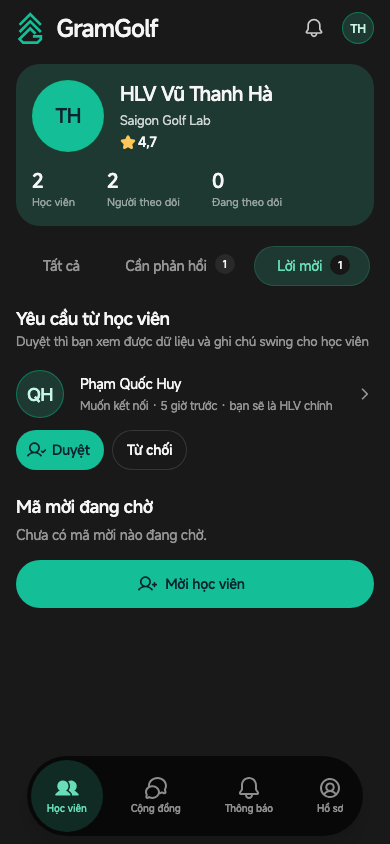 GramGolf
TH
TH
HLV Vũ Thanh Hà
Saigon Golf Lab
4,7
2
2
0
Học viên
Người theo dõi
Đang theo dõi
Tất cả
Cần phản hồi 1
Lời mời 1
Yêu cầu từ học viên
Duyệt thì bạn xem được dữ liệu và ghi chú swing cho học viên
QH
Phạm Quốc Huy
Muốn kết nối · 5 giờ trước · bạn sẽ là HLV chính
Duyệt
Từ chối
Mã mời đang chờ
Chưa có mã mời nào đang chờ.
Mời học viên
Học viên
Cộng đồng
Thông báo
Hồ sơ